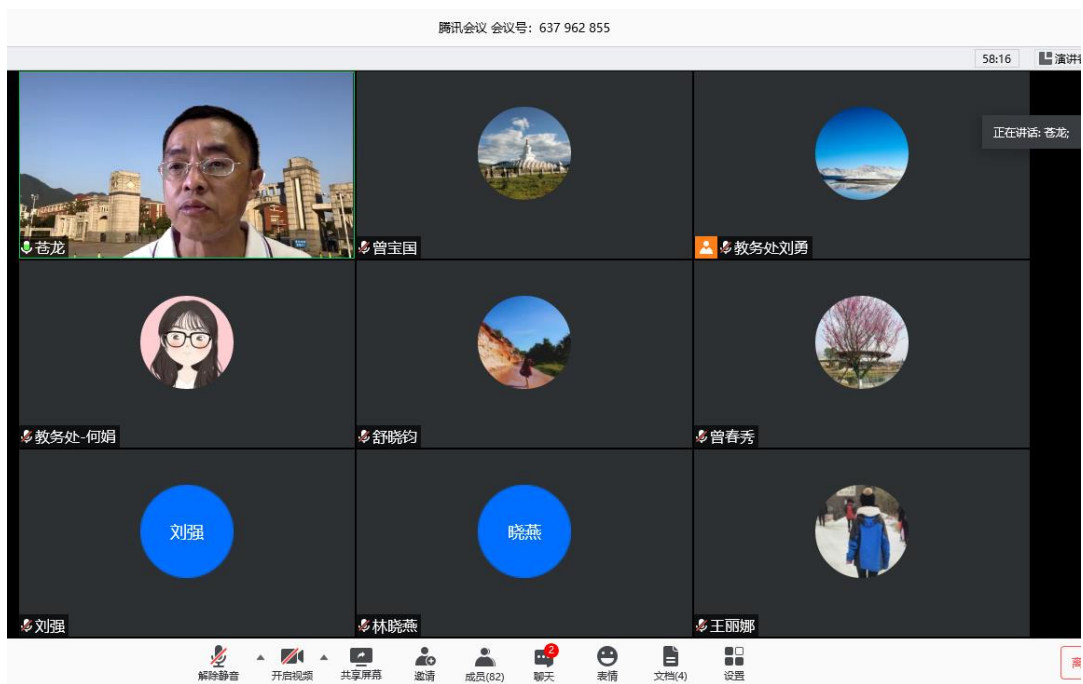 腾讯会议 会议号：637 962 855
58:16
正在讲话: 苍龙;
苍龙
曾宝国
教务处刘勇
教务处-何娟
舒晓钧
曾春秀
刘强
晓燕
刘强
林晓燕
王丽娜
解除静音
开启视频
共享屏幕
邀请
成员(82)
2
聊天
表情
文档(4)
设置